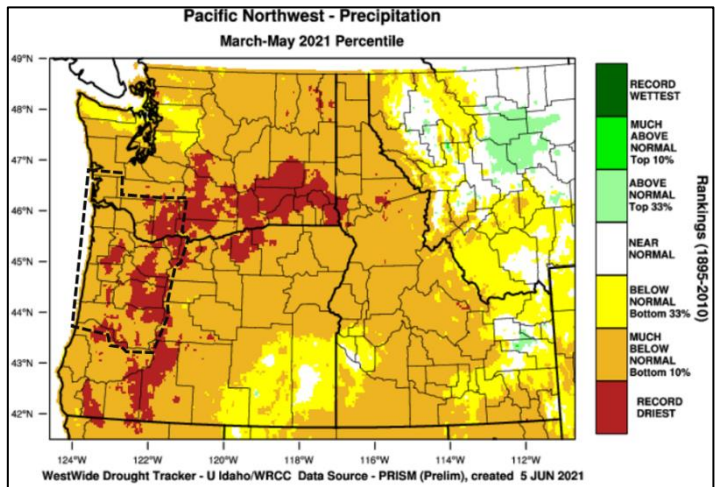 Pacific Northwest - Precipitation
March-May 2021 Percentile
49°N
48°N
47°N
46°N
45°N
44°N
43°N
42°N
124°W 122°W 120°W 118°W 116°W 114°W 112°W
RECORD
WETTEST
MUCH
ABOVE
NORMAL
Top 10%
ABOVE
NORMAL
Top 33%
NEAR
NORMAL
BELOW
NORMAL
Bottom 33%
MUCH
BELOW
NORMAL
Bottom 10%
RECORD
DRIEST
Rankings (1895-2010)
WestWide Drought Tracker - U Idaho/WRCC Data Source - PRISM (Prelim), created 5 JUN 2021